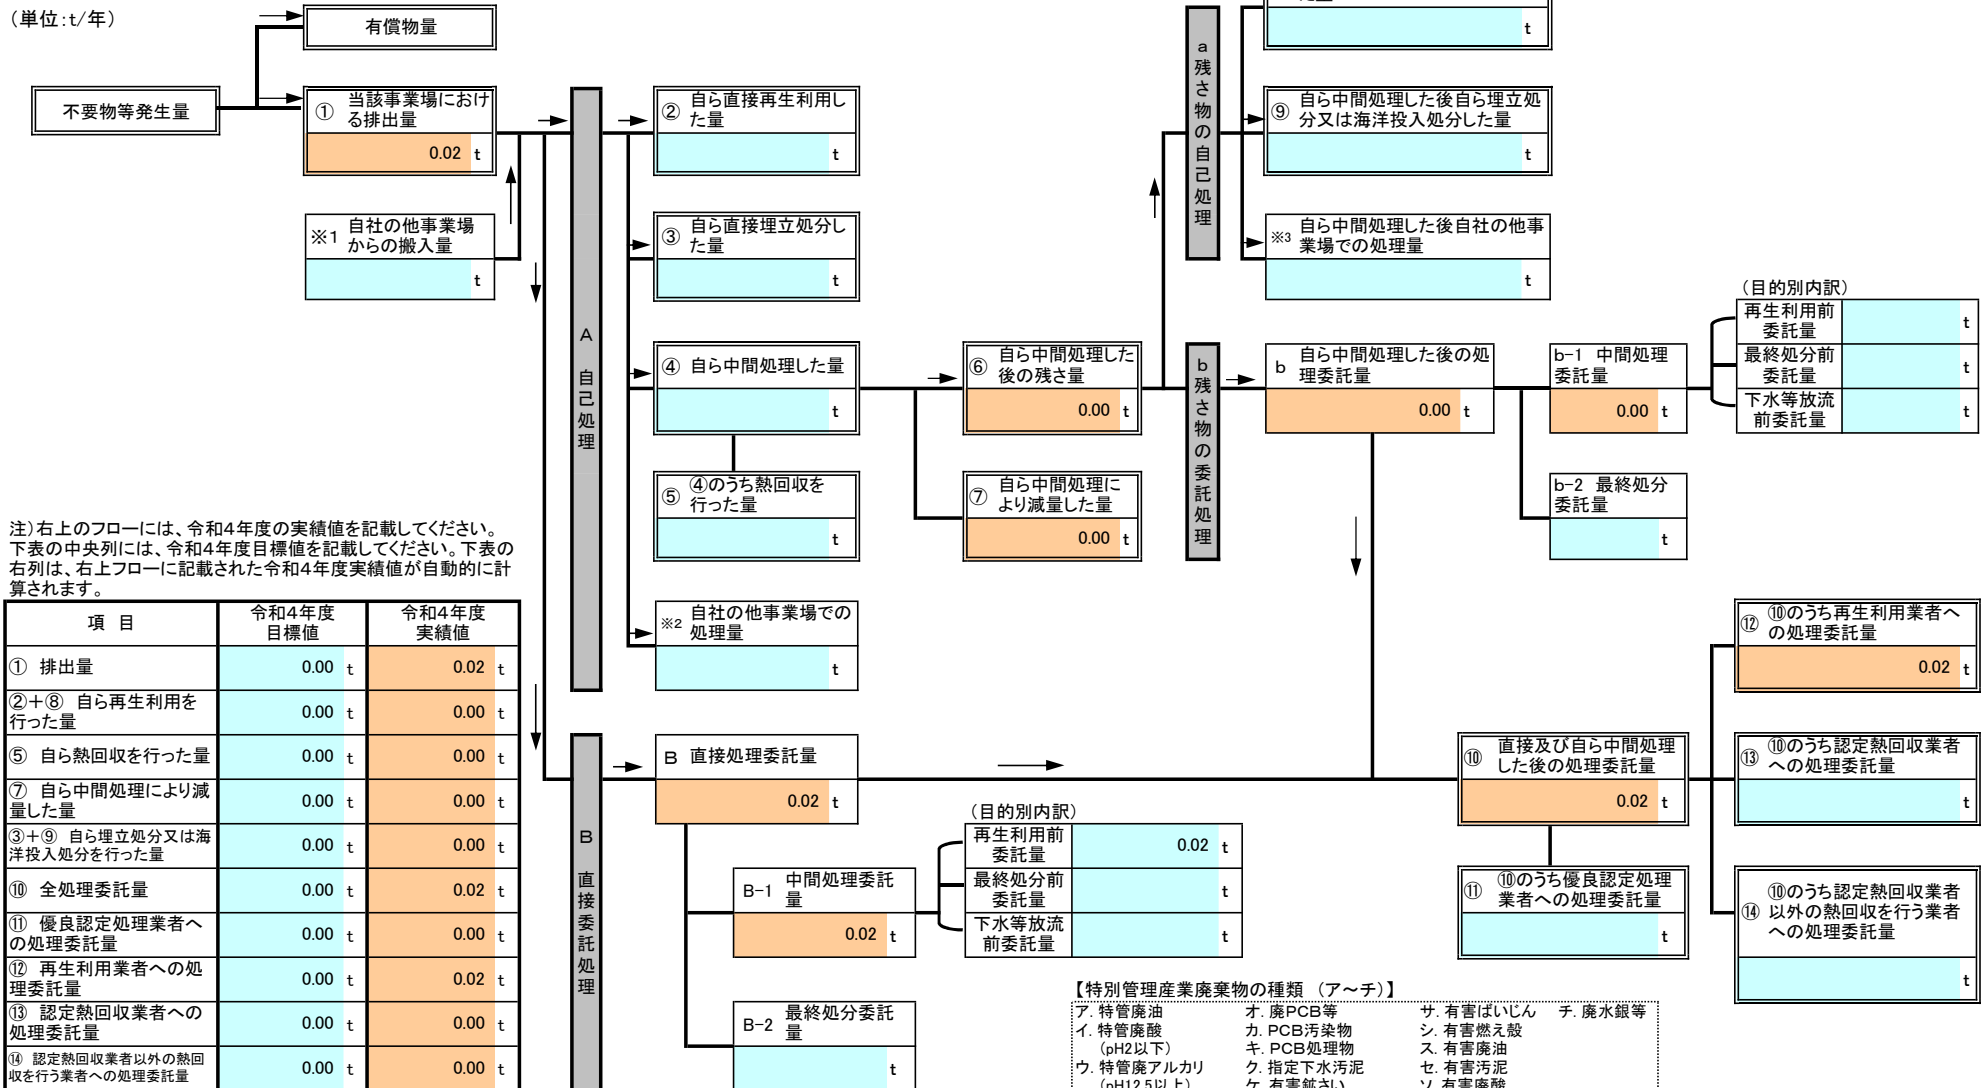 （単位：t/年）
有償物量
不要物等発生量
① 当該事業場におけ
る排出量
0.02 t
※1 自社の他事業場
からの搬入量
t
A 自己処理
② 自ら直接再生利用し
た量
t
③ 自ら直接埋立処分し
た量
t
④ 自ら中間処理した量
t
⑤ ④のうち熱回収を
行った量
t
※2 自社の他事業場での
処理量
t
⑥ 自ら中間処理した
後の残さ量
0.00 t
⑦ 自ら中間処理に
より減量した量
0.00 t
a 残さ物の自己処理
t
⑨ 自ら中間処理した後自ら埋立処
分又は海洋投入処分した量
t
※3 自ら中間処理した後自社の他事
業場での処理量
t
b 残さ物の委託処理
b 自ら中間処理した後の処
理委託量
0.00 t
b-1 中間処理
委託量
0.00 t
（目的別内訳）
再生利用前
委託量
t
最終処分前
委託量
t
下水等放流
前委託量
t
b-2 最終処分
委託量
t
注）右上のフローには、令和４年度の実績値を記載してください。
下表の中央列には、令和４年度目標値を記載してください。下表の
右列は、右上フローに記載された令和４年度実績値が自動的に計
算されます。
項 目
令和４年度
目標値
令和４年度
実績値
① 排出量 0.00 t 0.02 t
②＋⑧ 自ら再生利用を
行った量 0.00 t 0.00 t
⑤ 自ら熱回収を行った量 0.00 t 0.00 t
⑦ 自ら中間処理により減
量した量 0.00 t 0.00 t
③＋⑨ 自ら埋立処分又は海
洋投入処分を行った量 0.00 t 0.00 t
⑩ 全処理委託量 0.00 t 0.02 t
⑪ 優良認定処理業者へ
の処理委託量 0.00 t 0.00 t
⑫ 再生利用業者への処
理委託量 0.00 t 0.02 t
⑬ 認定熱回収業者への
処理委託量 0.00 t 0.00 t
⑭ 認定熱回収業者以外の熱回
収を行う業者への処理委託量 0.00 t 0.00 t
B 直接委託処理
B 直接処理委託量
0.02 t
B-1 中間処理委託
量
0.02 t
（目的別内訳）
再生利用前
委託量
0.02 t
最終処分前
委託量
t
下水等放流
前委託量
t
B-2 最終処分委託
量
t
⑩ 直接及び自ら中間処理
した後の処理委託量
0.02 t
⑪ ⑩のうち優良認定処理
業者への処理委託量
t
⑫ ⑩のうち再生利用業者へ
の処理委託量
0.02 t
⑬ ⑩のうち認定熱回収業者
への処理委託量
t
⑭ ⑩のうち認定熱回収業者
以外の熱回収を行う業者
への処理委託量
t
【特別管理産業廃棄物の種類 （ア～チ）】
ア. 特管廃油 オ. 廃PCB等 サ. 有害ばいじん チ. 廃水銀等
イ. 特管廃酸 カ. PCB汚染物 シ. 有害燃え殻
（pH2以下） キ. PCB処理物 ス. 有害廃油
ウ. 特管廃アルカリ ク. 指定下水汚泥 セ. 有害汚泥
（pH12.5以上） ケ. 有害鉱さい ソ. 有害廃酸